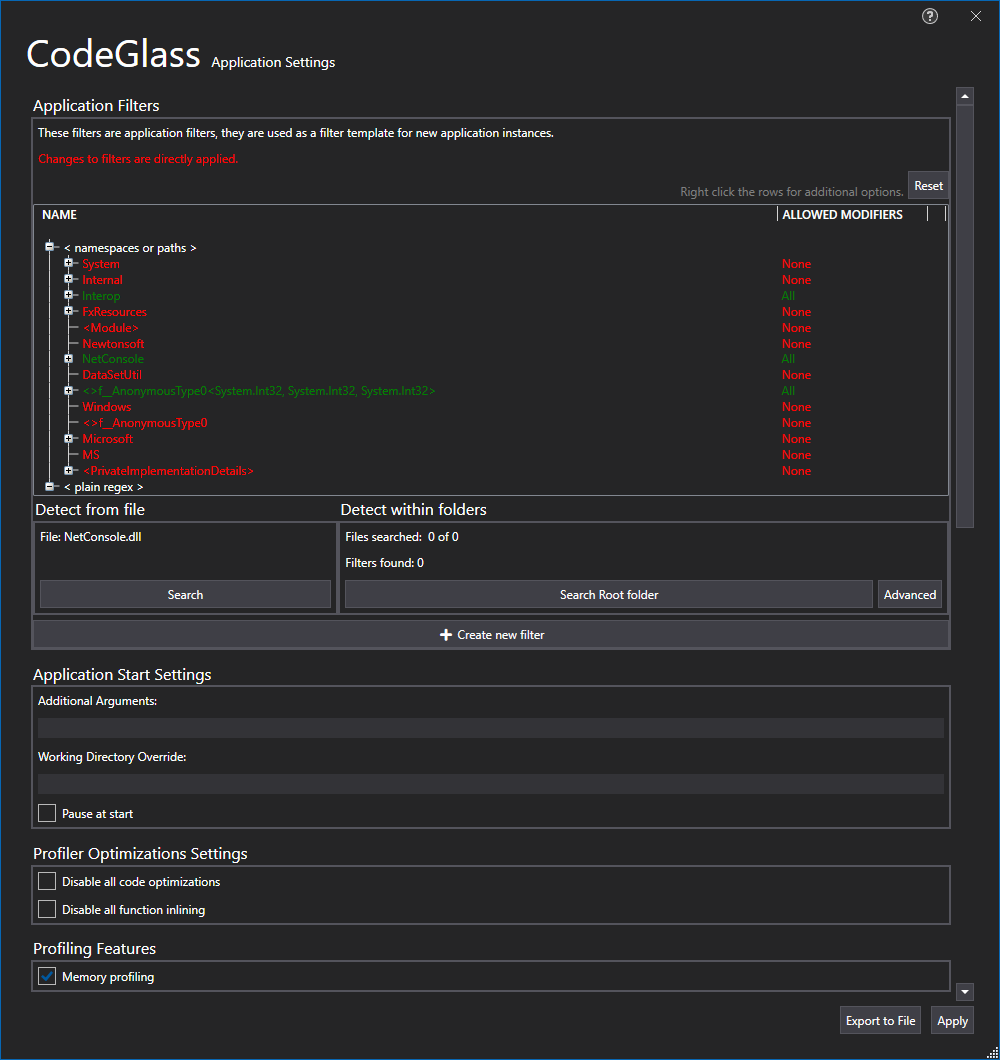 CodeGlass Application Settings
Application Filters
These filters are application filters, they are used as a filter template for new application instances.
Changes to filters are directly applied.
Right click the rows for additional options. Reset
NAME ALLOWED MODIFIERS
< namespaces or paths >
System None
Internal None
Interop All
FxResources None
<Module> None
Newtonsoft None
NetConsole All
DataSetUtil None
<>f__AnonymousType0<System.Int32, System.Int32, System.Int32> All
Windows None
<>f__AnonymousType0 None
Microsoft None
MS None
<PrivateImplementationDetails> None
< plain regex >
Detect from file Detect within folders
File: NetConsole.dll Files searched: 0 of 0
Filters found: 0
Search Search Root folder Advanced
Create new filter
Application Start Settings
Additional Arguments:
Working Directory Override:
Pause at start
Profiler Optimizations Settings
Disable all code optimizations
Disable all function inlining
Profiling Features
Memory profiling
Export to File Apply